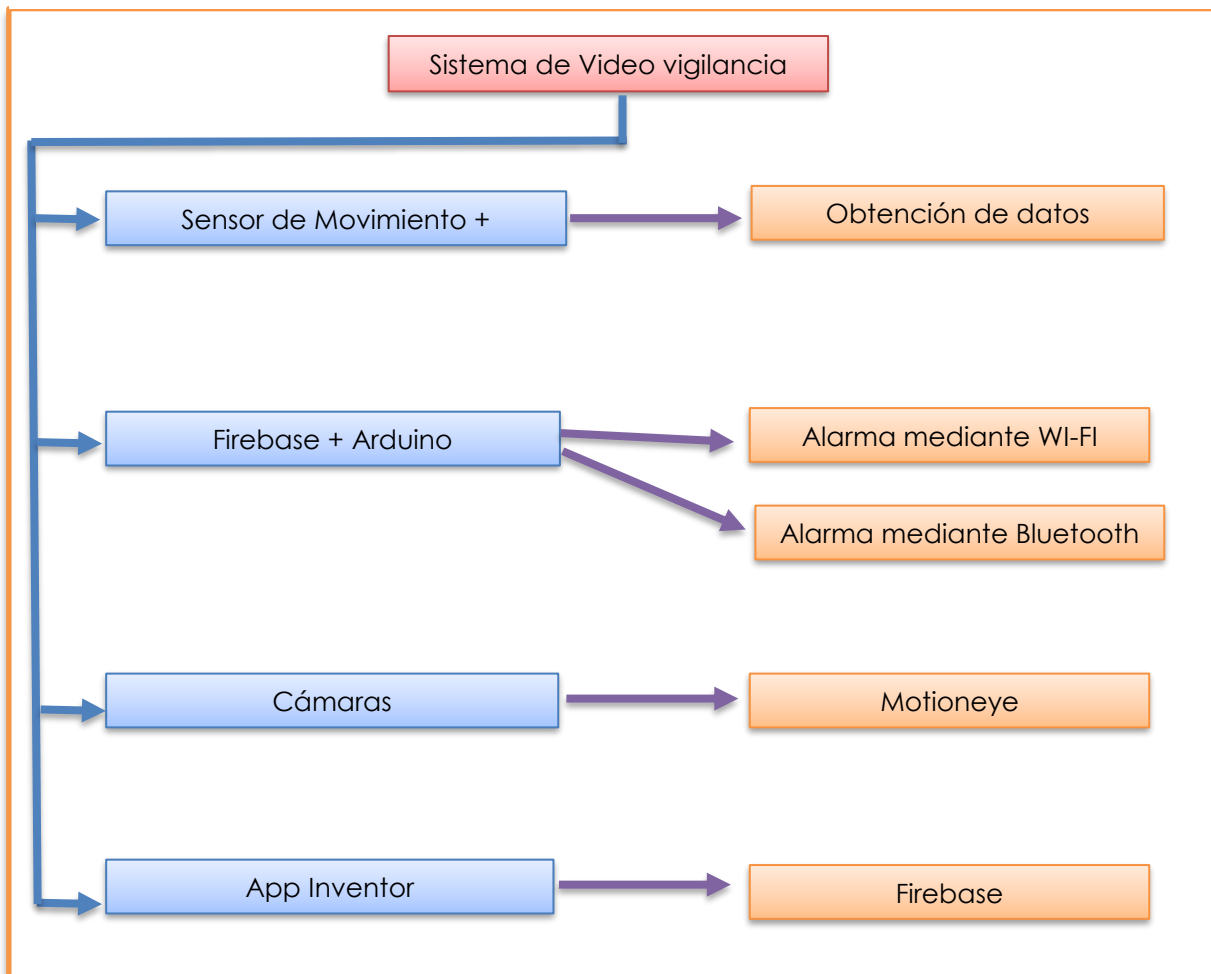 Sistema de Video vigilancia
Sensor de Movimiento +
Obtención de datos
Firebase + Arduino
Alarma mediante WI-FI
Alarma mediante Bluetooth
Cámaras
Motioneye
App Inventor
Firebase